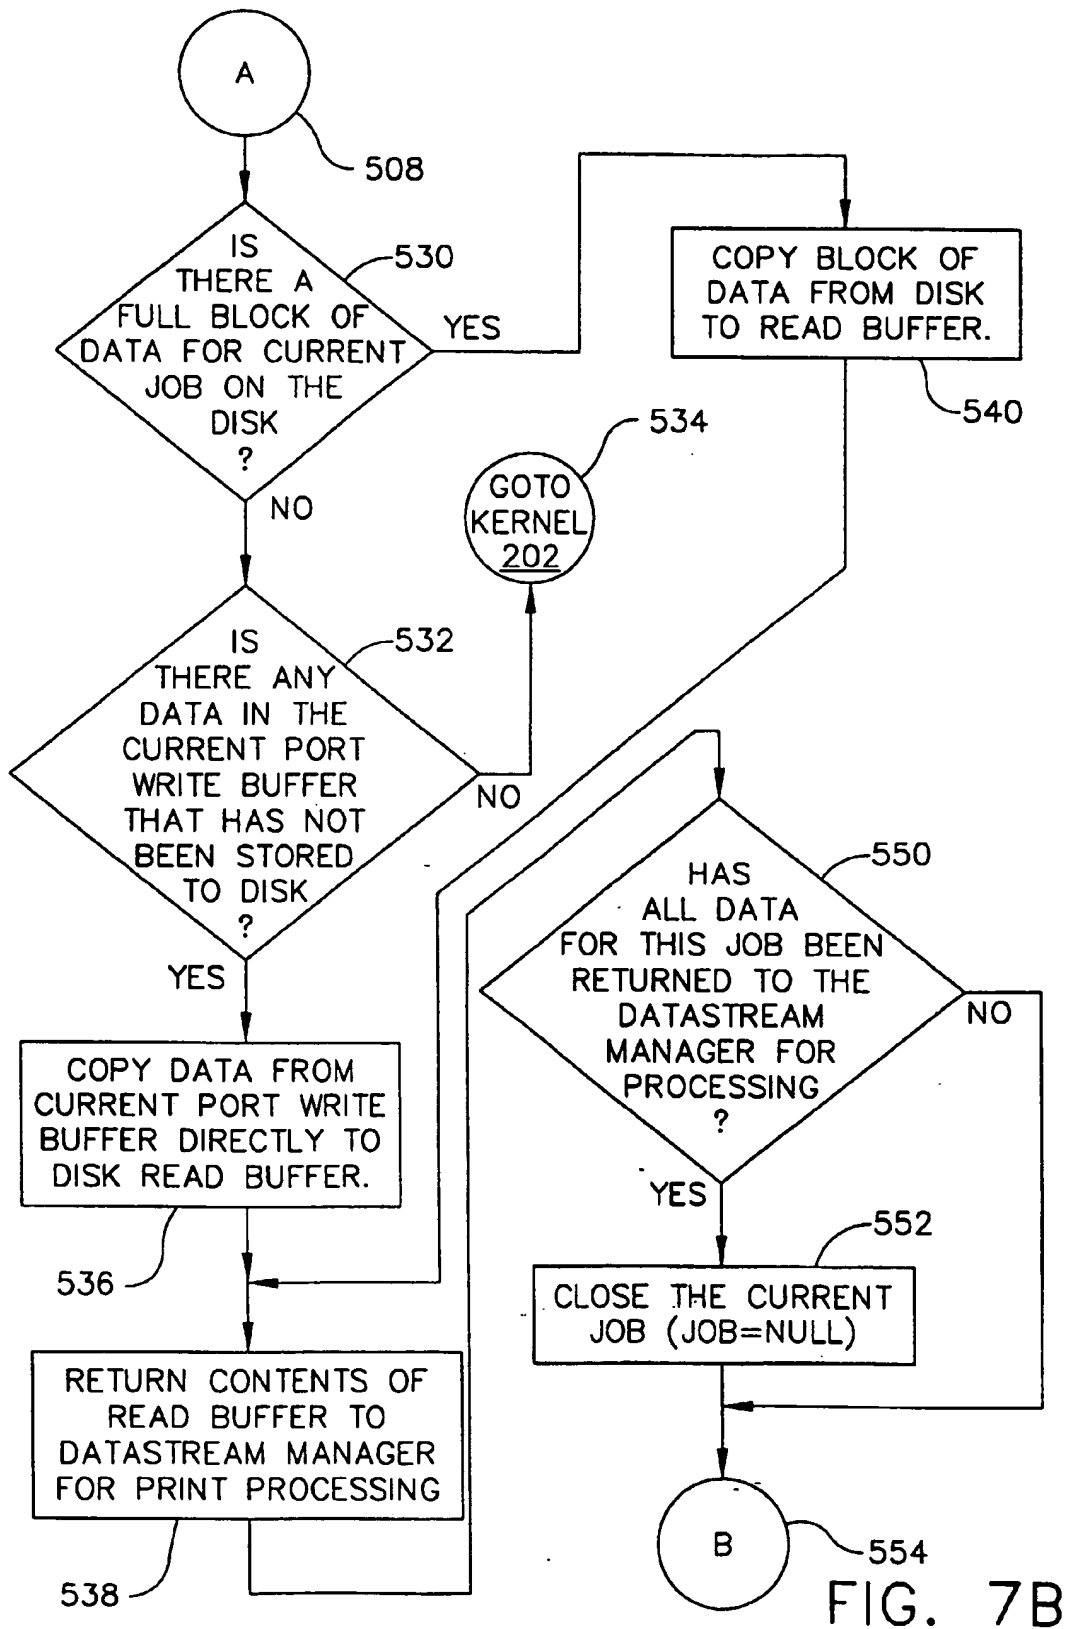 A
508
IS
THERE A
FULL BLOCK OF
DATA FOR CURRENT
JOB ON THE
DISK
?
530
YES
NO
COPY BLOCK OF
DATA FROM DISK
TO READ BUFFER.
540
GOTO
KERNEL
202
534
IS
THERE ANY
DATA IN THE
CURRENT PORT
WRITE BUFFER
THAT HAS NOT
BEEN STORED
TO DISK
?
532
NO
YES
COPY DATA FROM
CURRENT PORT WRITE
BUFFER DIRECTLY TO
DISK READ BUFFER.
536
RETURN CONTENTS OF
READ BUFFER TO
DATASTREAM MANAGER
FOR PRINT PROCESSING
538
HAS
ALL DATA
FOR THIS JOB BEEN
RETURNED TO THE
DATASTREAM
MANAGER FOR
PROCESSING
?
550
NO
YES
552
CLOSE THE CURRENT
JOB (JOB=NULL)
B
554
FIG. 7B